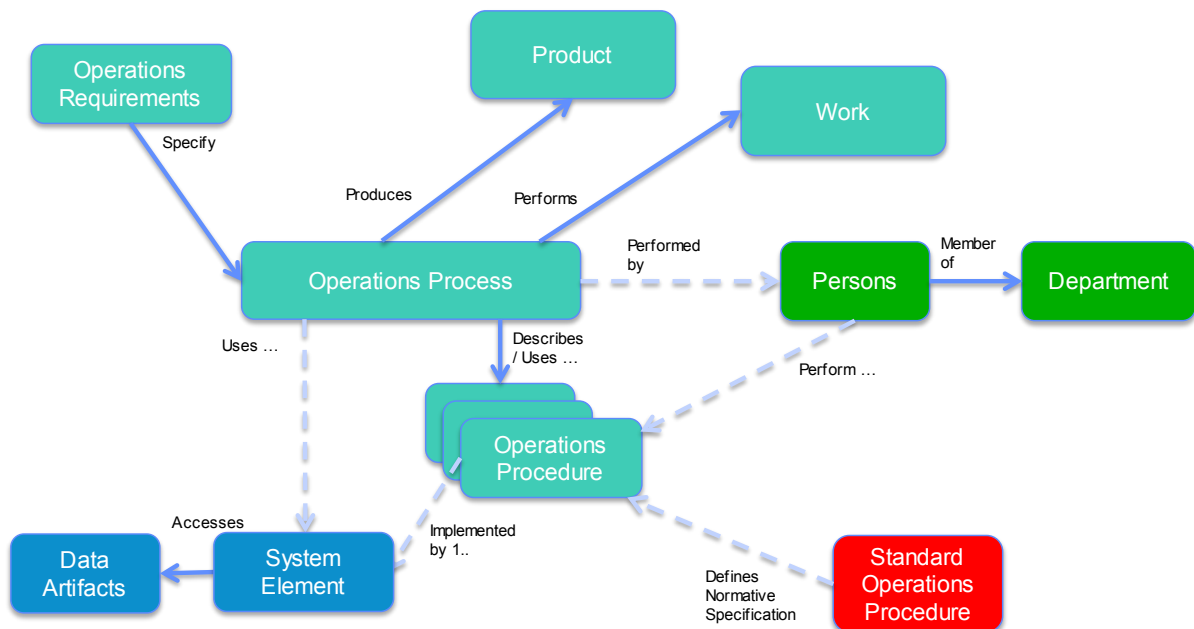 Operations
Requirements
Product
Work
Specify
Produces
Performs
Operations Process
Performed
by
Persons
Member
of
Department
Uses …
Describes
/ Uses …
Perform …
Operations
Procedure
Accesses
Data
Artifacts
System
Element
Implemented
by 1..
Defines
Normative
Specification
Standard
Operations
Procedure